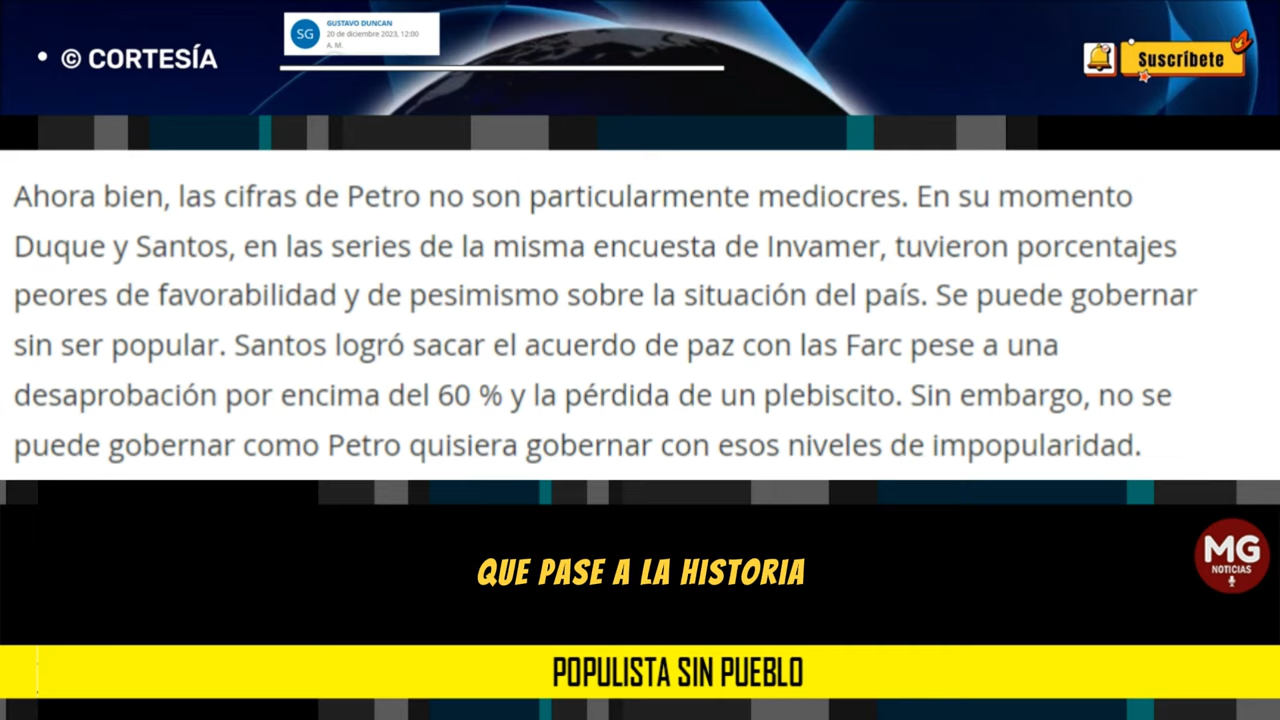 • © CORTESÍA
SG
GUSTAVO DUNCAN
20 de diciembre 2023, 12:00
A. M.
Suscríbete
Ahora bien, las cifras de Petro no son particularmente mediocres. En su momento
Duque y Santos, en las series de la misma encuesta de Invamer, tuvieron porcentajes
peores de favorabilidad y de pesimismo sobre la situación del país. Se puede gobernar
sin ser popular. Santos logró sacar el acuerdo de paz con las Farc pese a una
desaprobación por encima del 60 % y la pérdida de un plebiscito. Sin embargo, no se
puede gobernar como Petro quisiera gobernar con esos niveles de impopularidad.
QUE PASE A LA HISTORIA
MG
NOTICIAS
POPULISTA SIN PUEBLO